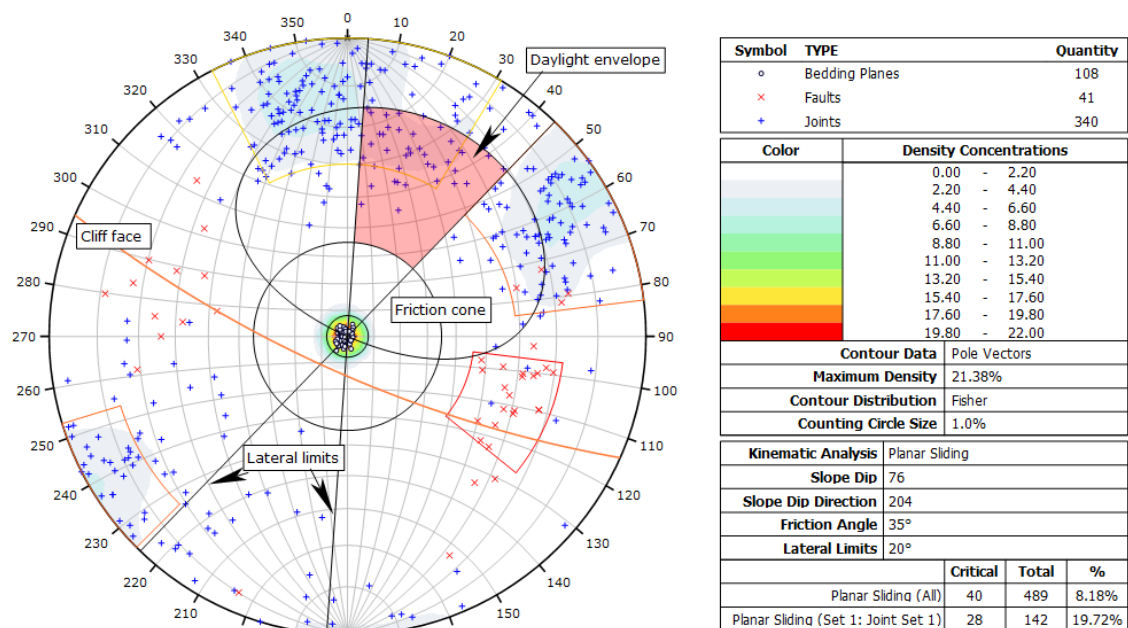 0
350
10
340
20
330
30
320
40
310
50
300
60
290
70
280
80
270
90
260
100
250
110
240
120
230
130
220
140
210
150
Daylight envelope
Cliff face
Friction cone
Lateral limits
Symbol TYPE Quantity
Bedding Planes 108
Faults 41
Joints 340
Color Density Concentrations
0.00 - 2.20
2.20 - 4.40
4.40 - 6.60
6.60 - 8.80
8.80 - 11.00
11.00 - 13.20
13.20 - 15.40
15.40 - 17.60
17.60 - 19.80
19.80 - 22.00
Contour Data Pole Vectors
Maximum Density 21.38%
Contour Distribution Fisher
Counting Circle Size 1.0%
Kinematic Analysis Planar Sliding
Slope Dip 76
Slope Dip Direction 204
Friction Angle 35°
Lateral Limits 20°
Critical Total %
Planar Sliding (All) 40 489 8.18%
Planar Sliding (Set 1: Joint Set 1) 28 142 19.72%